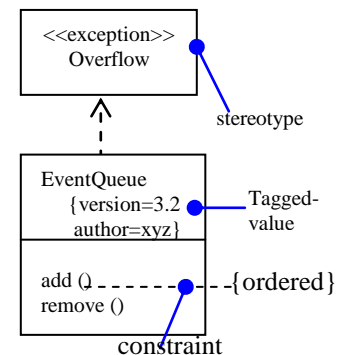 <<exception>>
Overflow
stereotype
EventQueue
{version=3.2
author=xyz}
Tagged-
value
add ()
{ordered}
remove ()
constraint